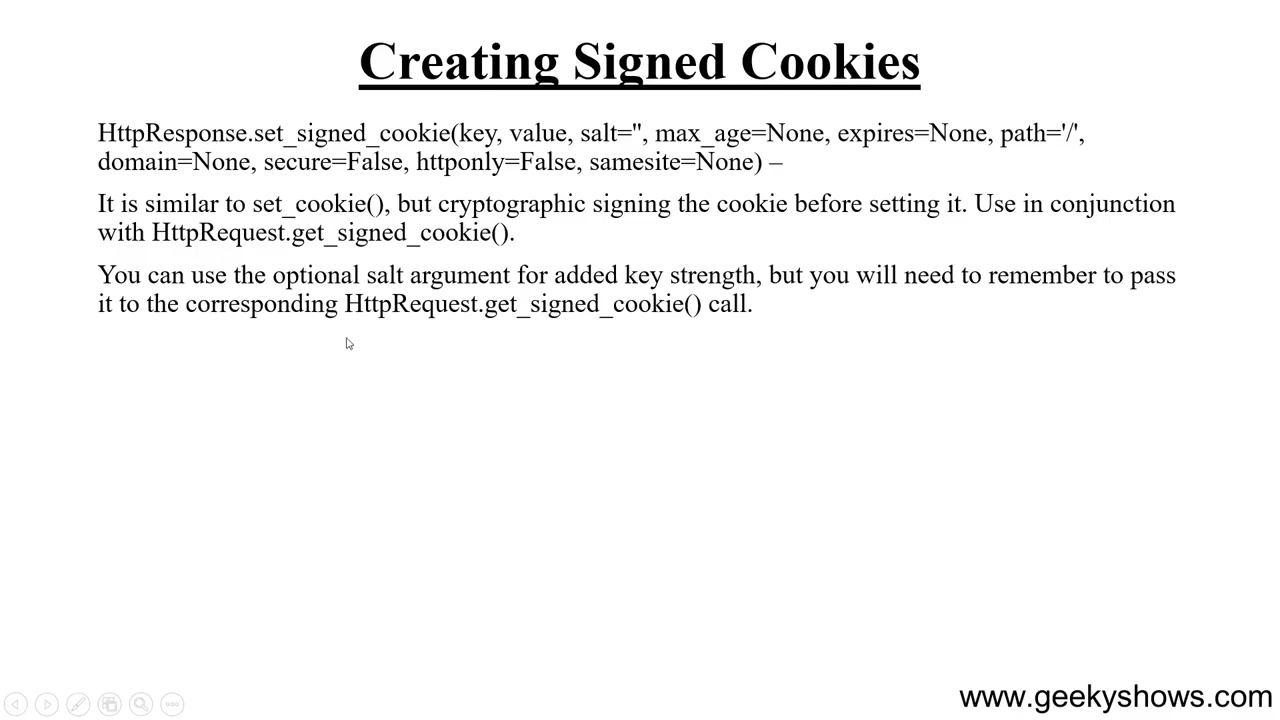 Creating Signed Cookies
HttpResponse.set_signed_cookie(key, value, salt='', max_age=None, expires=None, path='/',
domain=None, secure=False, httponly=False, samesite=None) –
It is similar to set_cookie(), but cryptographic signing the cookie before setting it. Use in conjunction
with HttpRequest.get_signed_cookie().
You can use the optional salt argument for added key strength, but you will need to remember to pass
it to the corresponding HttpRequest.get_signed_cookie() call.
www.geekyshows.com